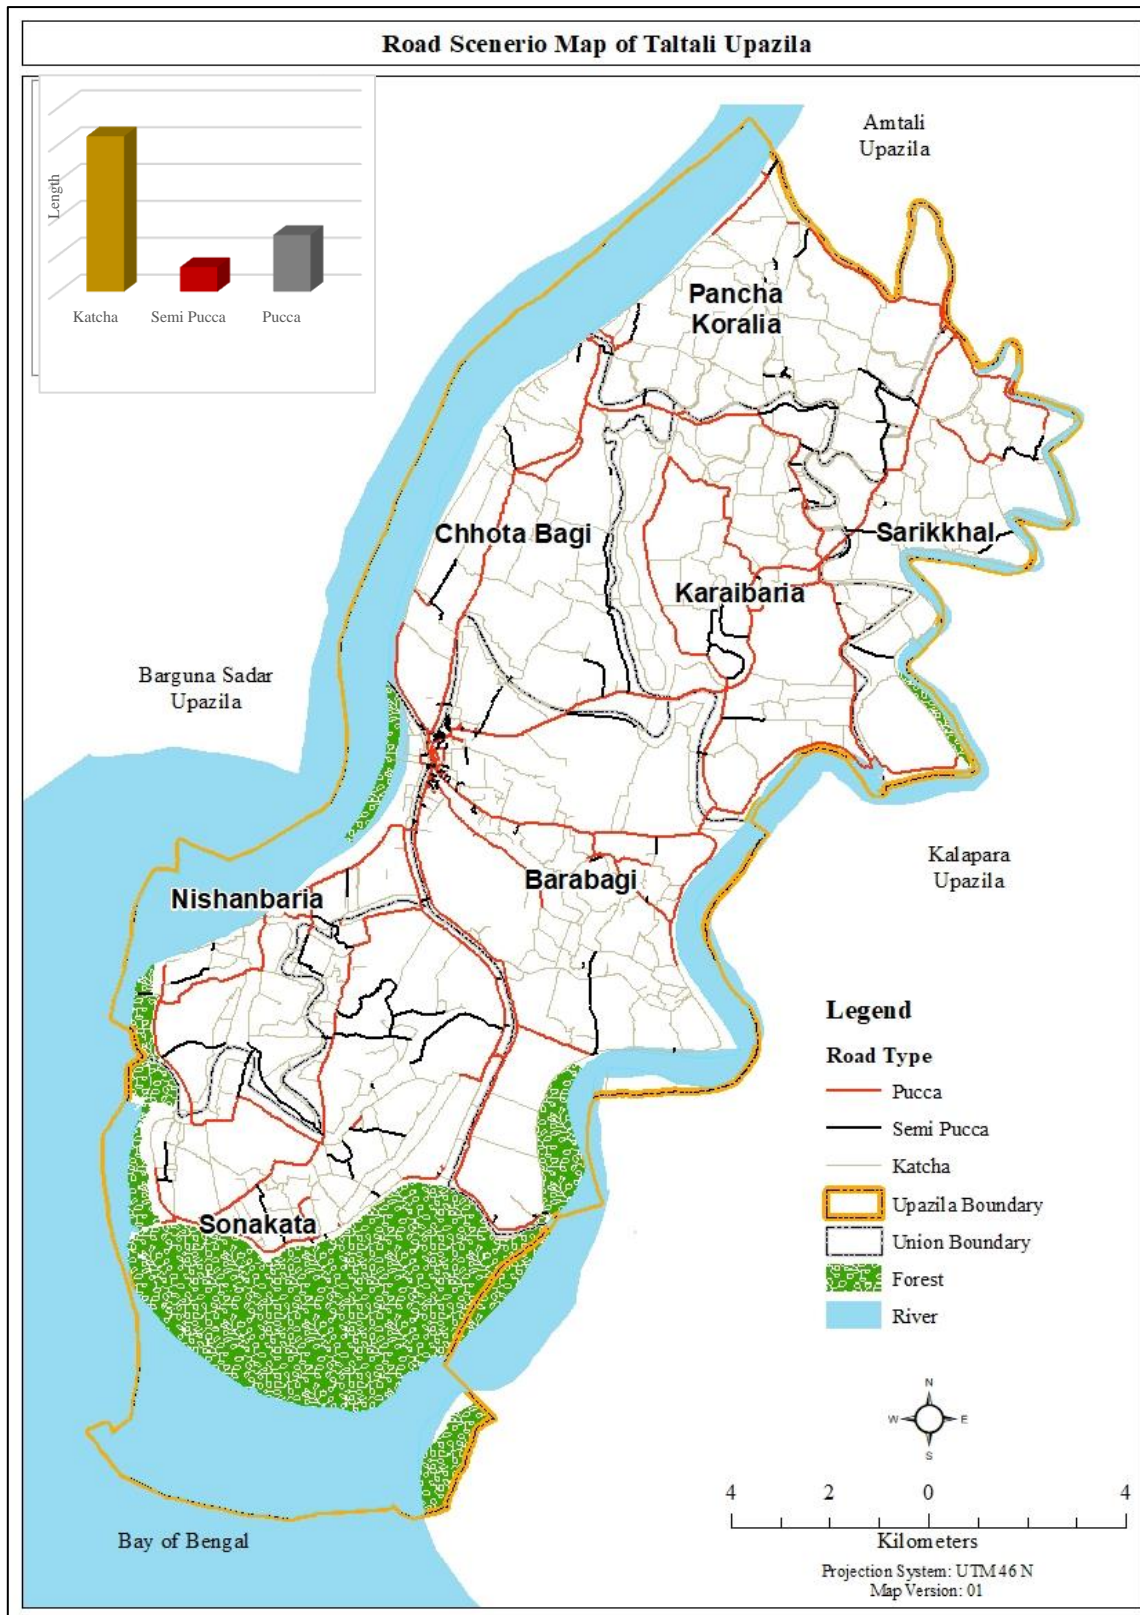 Road Scenerio Map of Taltali Upazila
Length
Katcha Semi Pucca Pucca
Amtali
Upazila
Pancha
Koralia
Chhota Bagi
Sarikkhal
Karaibaria
Barguna Sadar
Upazila
Kalapara
Upazila
Barabagi
Nishanbaria
Sonakata
Bay of Bengal
Legend
Road Type
Pucca
Semi Pucca
Katcha
Upazila Boundary
Union Boundary
Forest
River
N
W E
S
4 2 0 4
Kilometers
Projection System: UTM 46 N
Map Version: 01